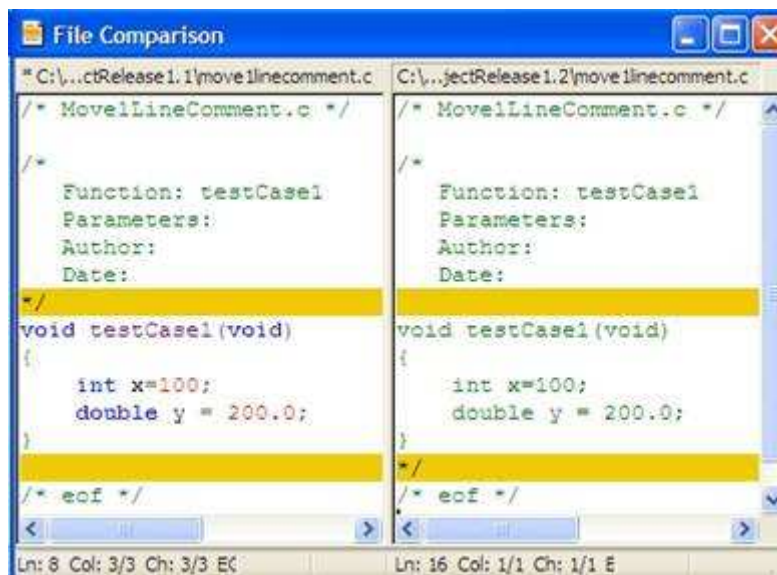 File Comparison
* C:\...ctRelease1.1\move1linecomment.c
/* Move1LineComment.c */
/*
Function: testCase1
Parameters:
Author:
Date:
*/
void testCase1(void)
{
int x=100;
double y = 200.0;
}
/* eof */
Ln: 8 Col: 3/3 Ch: 3/3 EC
C:\...jectRelease1.2\move1linecomment.c
/* Move1LineComment.c */
/*
Function: testCase1
Parameters:
Author:
Date:
void testCase1(void)
{
int x=100;
double y = 200.0;
}
*/
/* eof */
Ln: 16 Col: 1/1 Ch: 1/1 E